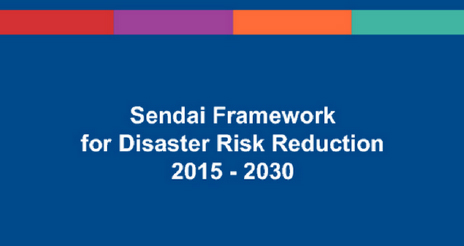 Sendai Framework
for Disaster Risk Reduction
2015 - 2030